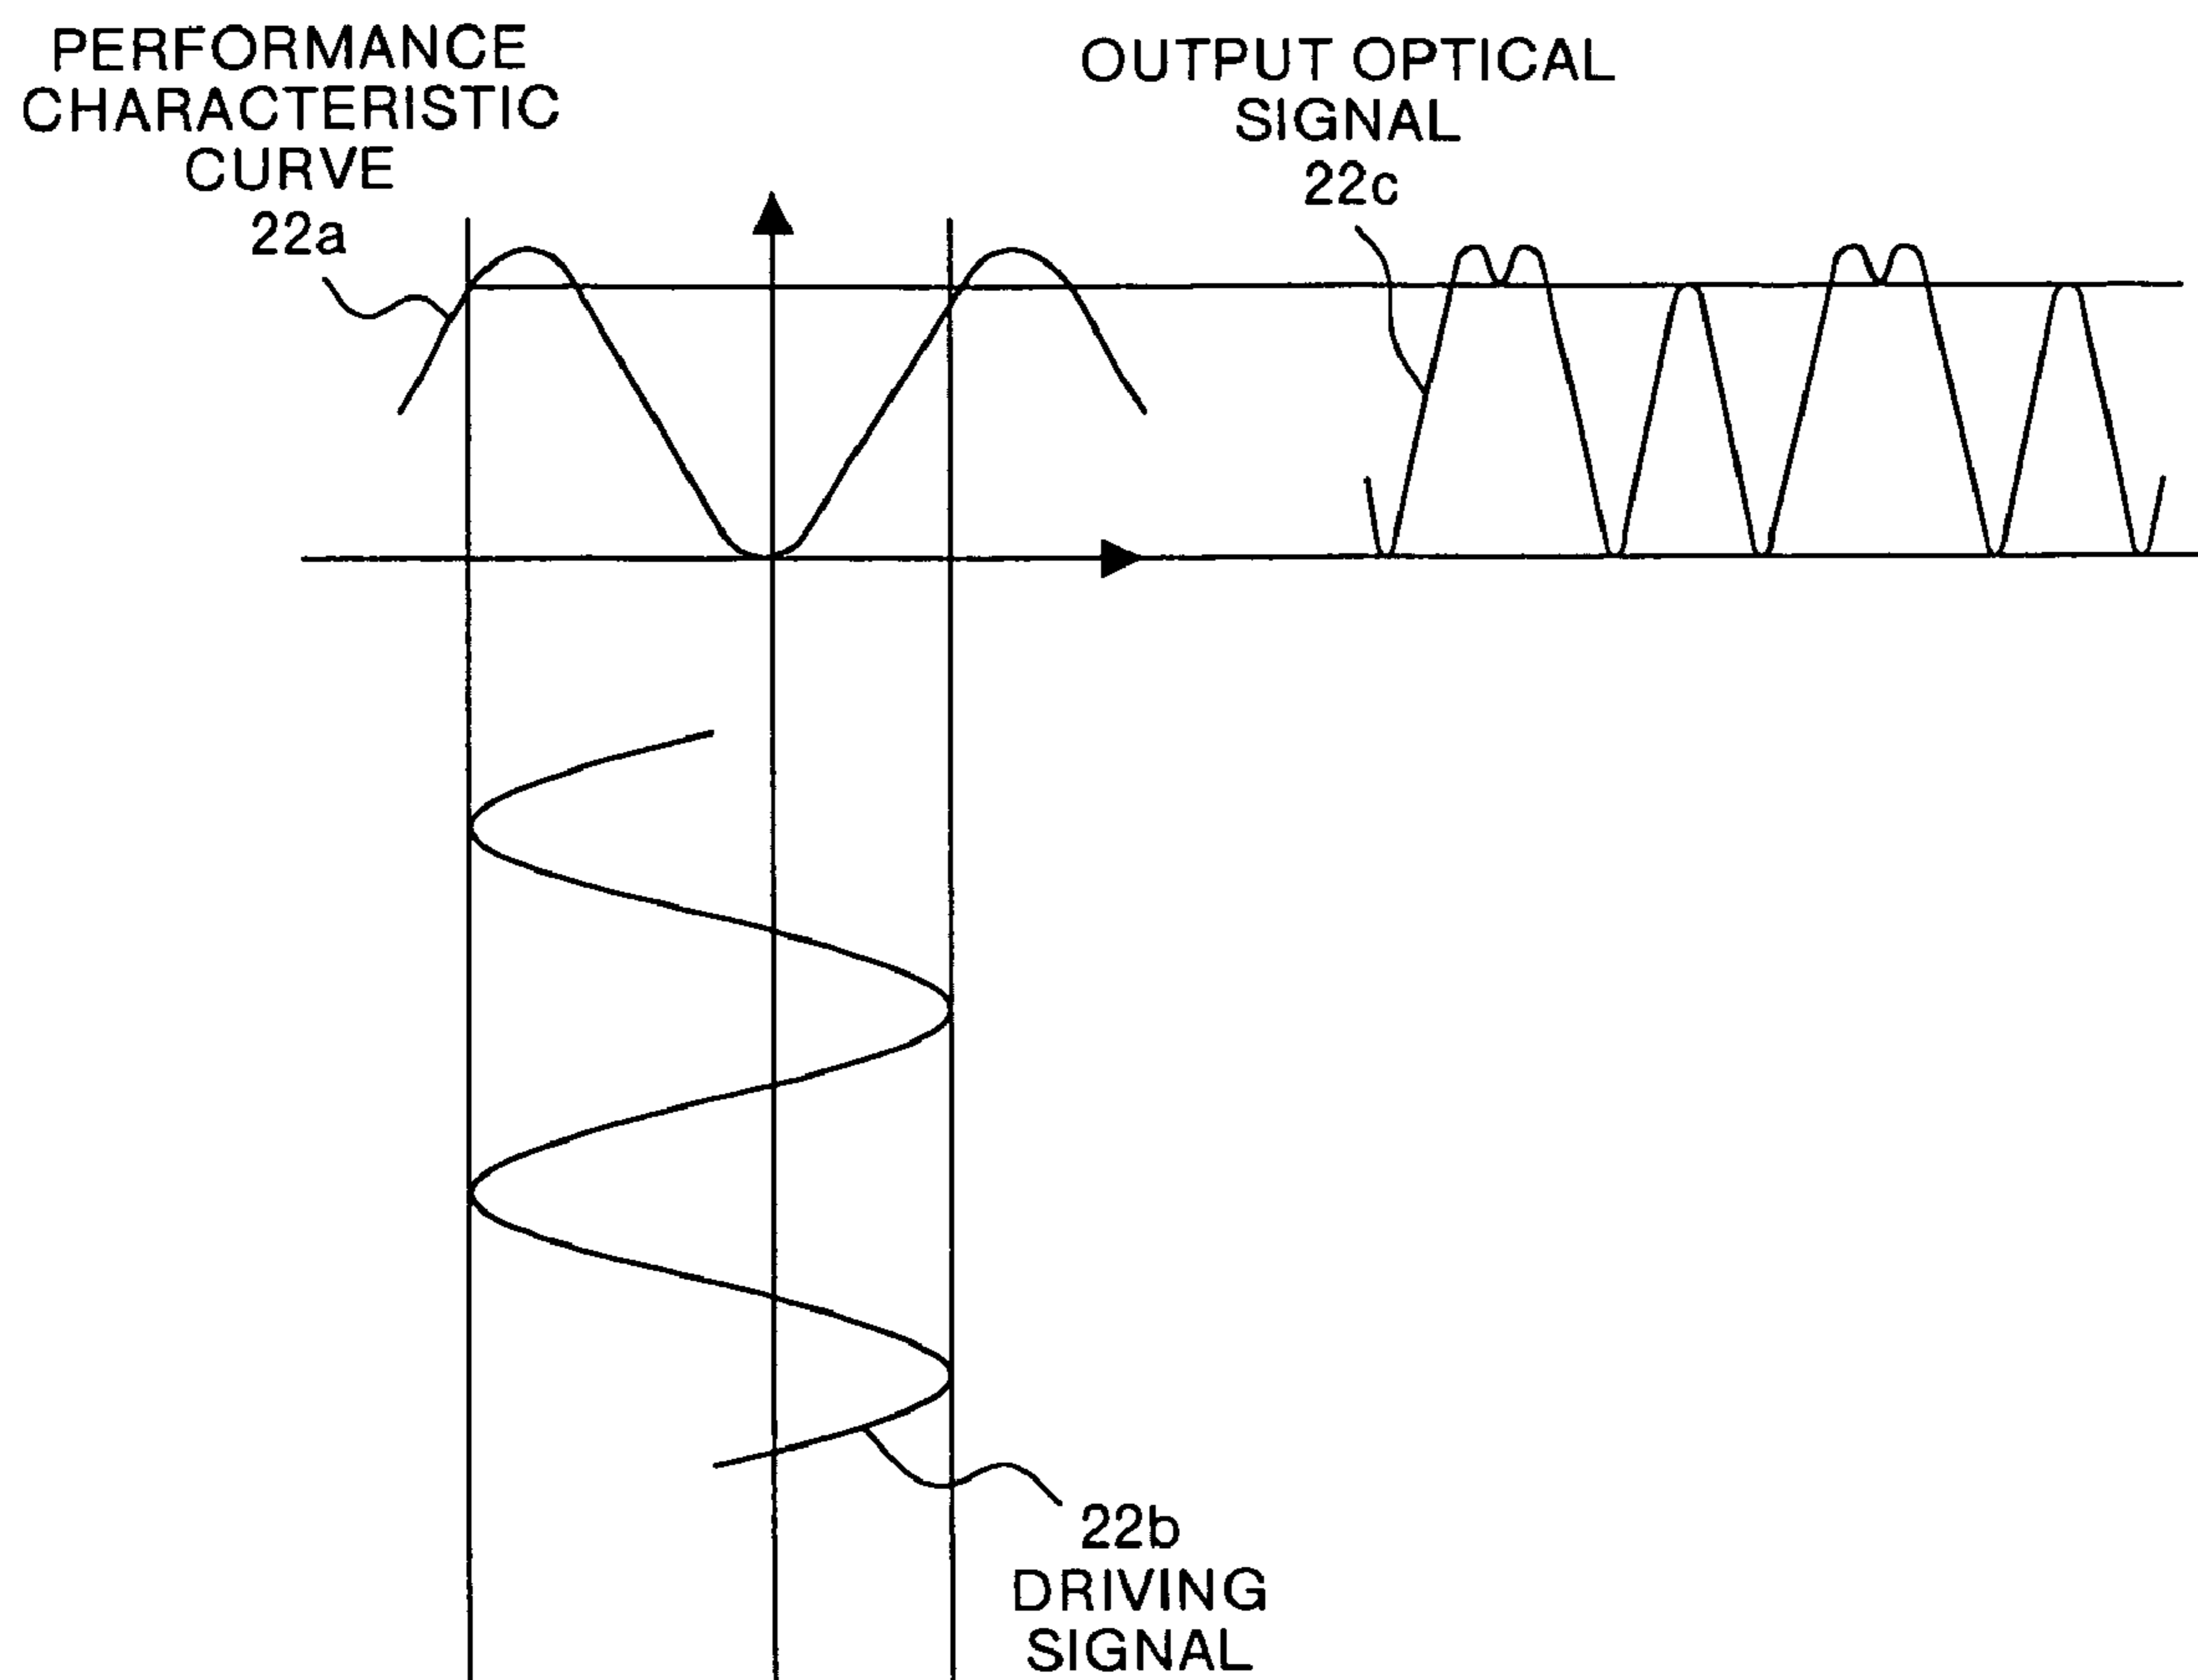 PERFORMANCE
CHARACTERISTIC
CURVE
22a
OUTPUT OPTICAL
SIGNAL
22c
22b
DRIVING
SIGNAL